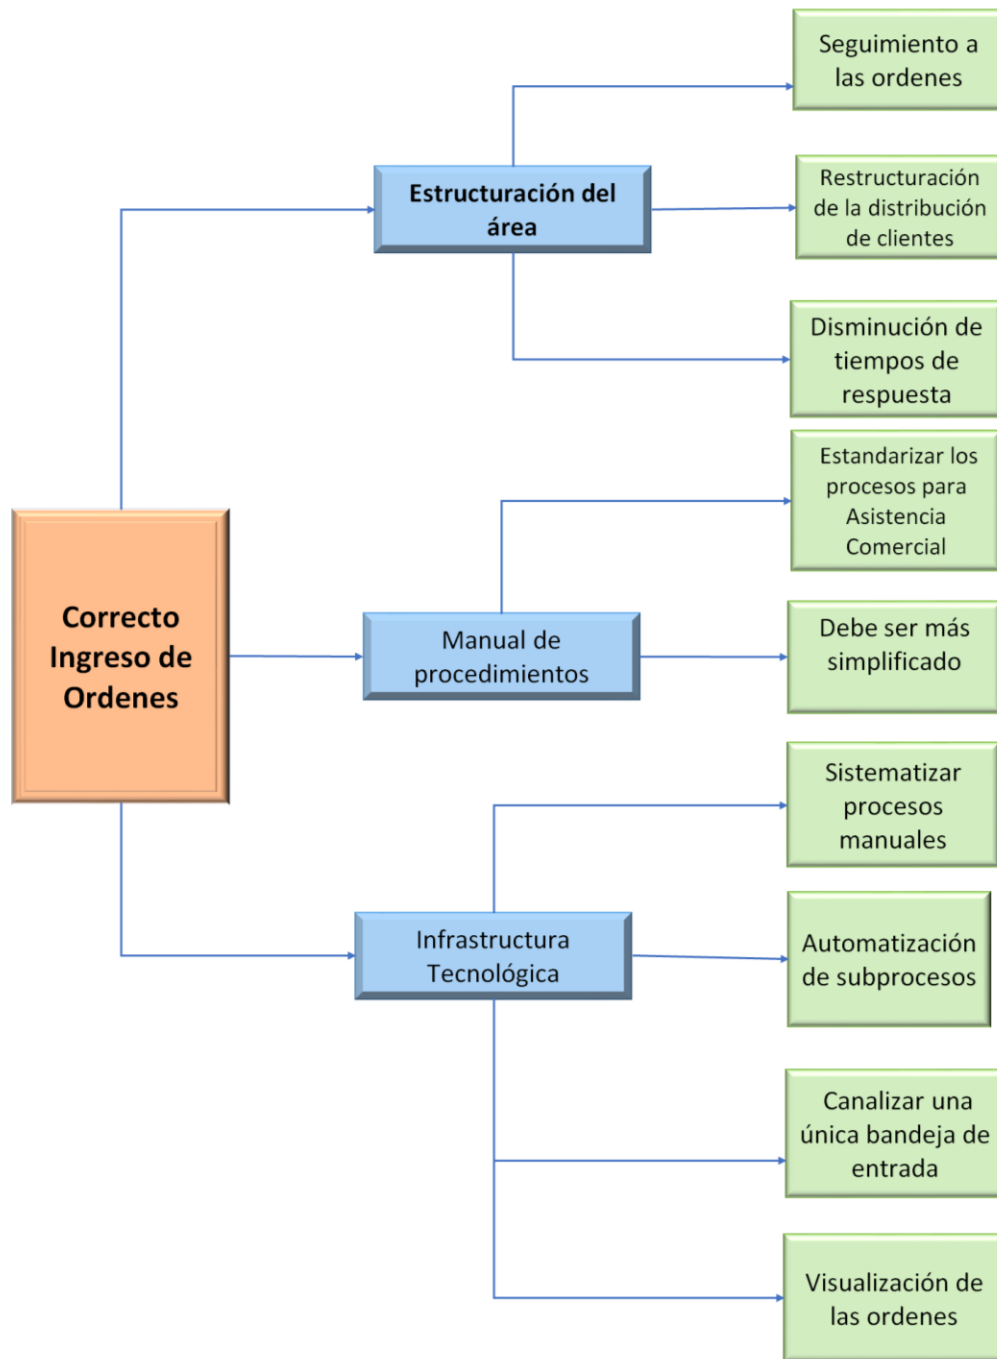 Seguimiento a
las ordenes
Estructuración del
área
Restructuración
de la distribución
de clientes
Disminución de
tiempos de
respuesta
Correcto
Ingreso de
Ordenes
Estandarizar los
procesos para
Asistencia
Comercial
Manual de
procedimientos
Debe ser más
simplificado
Sistematizar
procesos
manuales
Infrastructura
Tecnológica
Automatización
de subprocesos
Canalizar una
única bandeja de
entrada
Visualización de
las ordenes